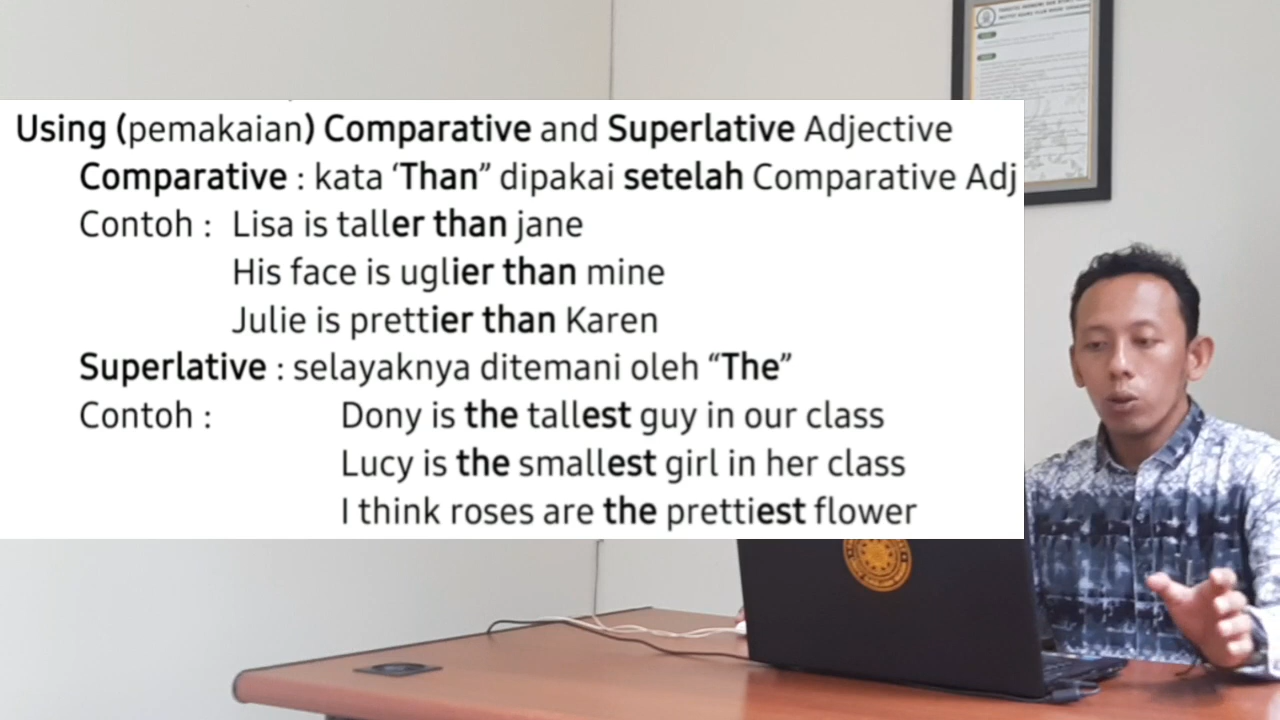 Using (pemakaian) Comparative and Superlative Adjective
Comparative : kata ‘Than” dipakai setelah Comparative Adj
Contoh : Lisa is taller than jane
His face is uglier than mine
Julie is prettier than Karen
Superlative : selayaknya ditemani oleh “The”
Contoh : Dony is the tallest guy in our class
Lucy is the smallest girl in her class
I think roses are the prettiest flower